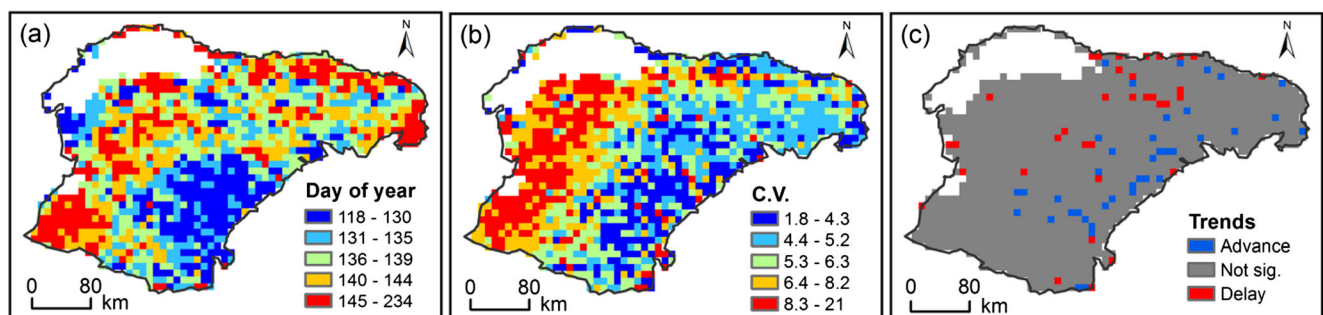 (a)
N
Day of year
118 - 130
131 - 135
136 - 139
140 - 144
145 - 234
0 80
km
(b)
N
C.V.
1.8 - 4.3
4.4 - 5.2
5.3 - 6.3
6.4 - 8.2
8.3 - 21
0 80
km
(c)
N
Trends
Advance
Not sig.
Delay
0 80
km